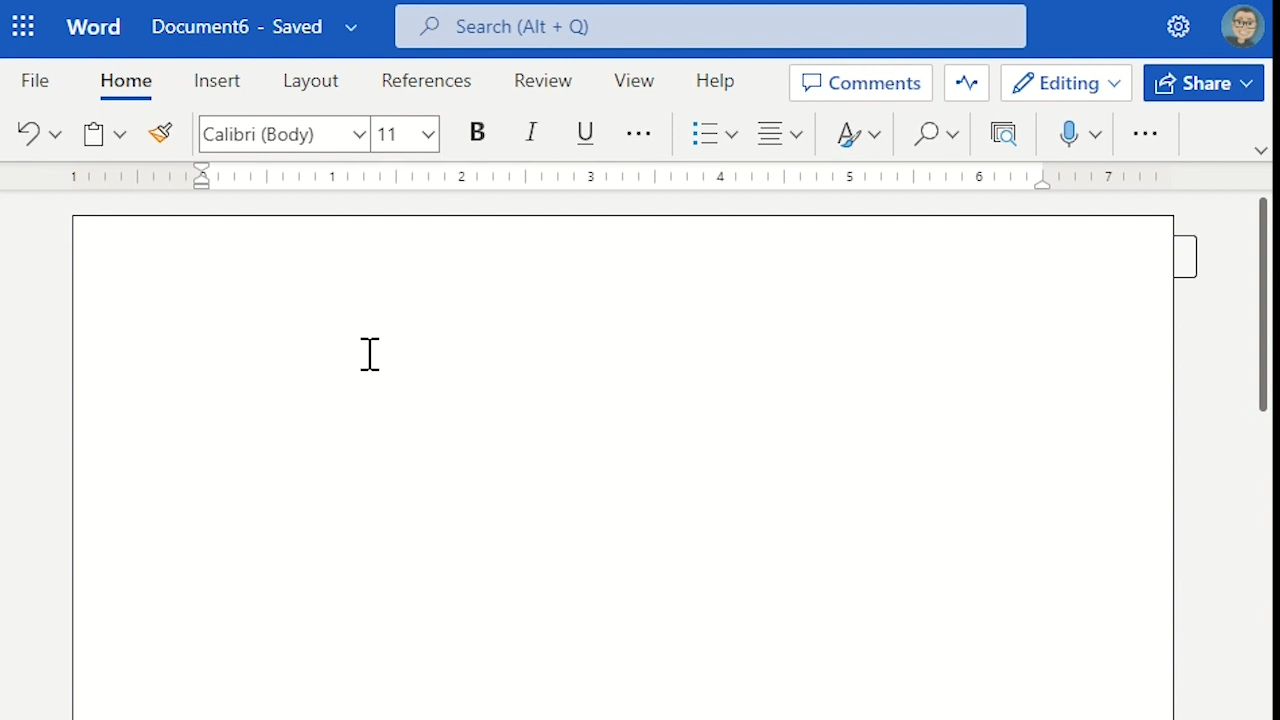 Word Document6 - Saved Search (Alt + Q)
File Home Insert Layout References Review View Help Comments Editing Share
Calibri (Body) 11 B I U
1 1 2 3 4 5 6 7